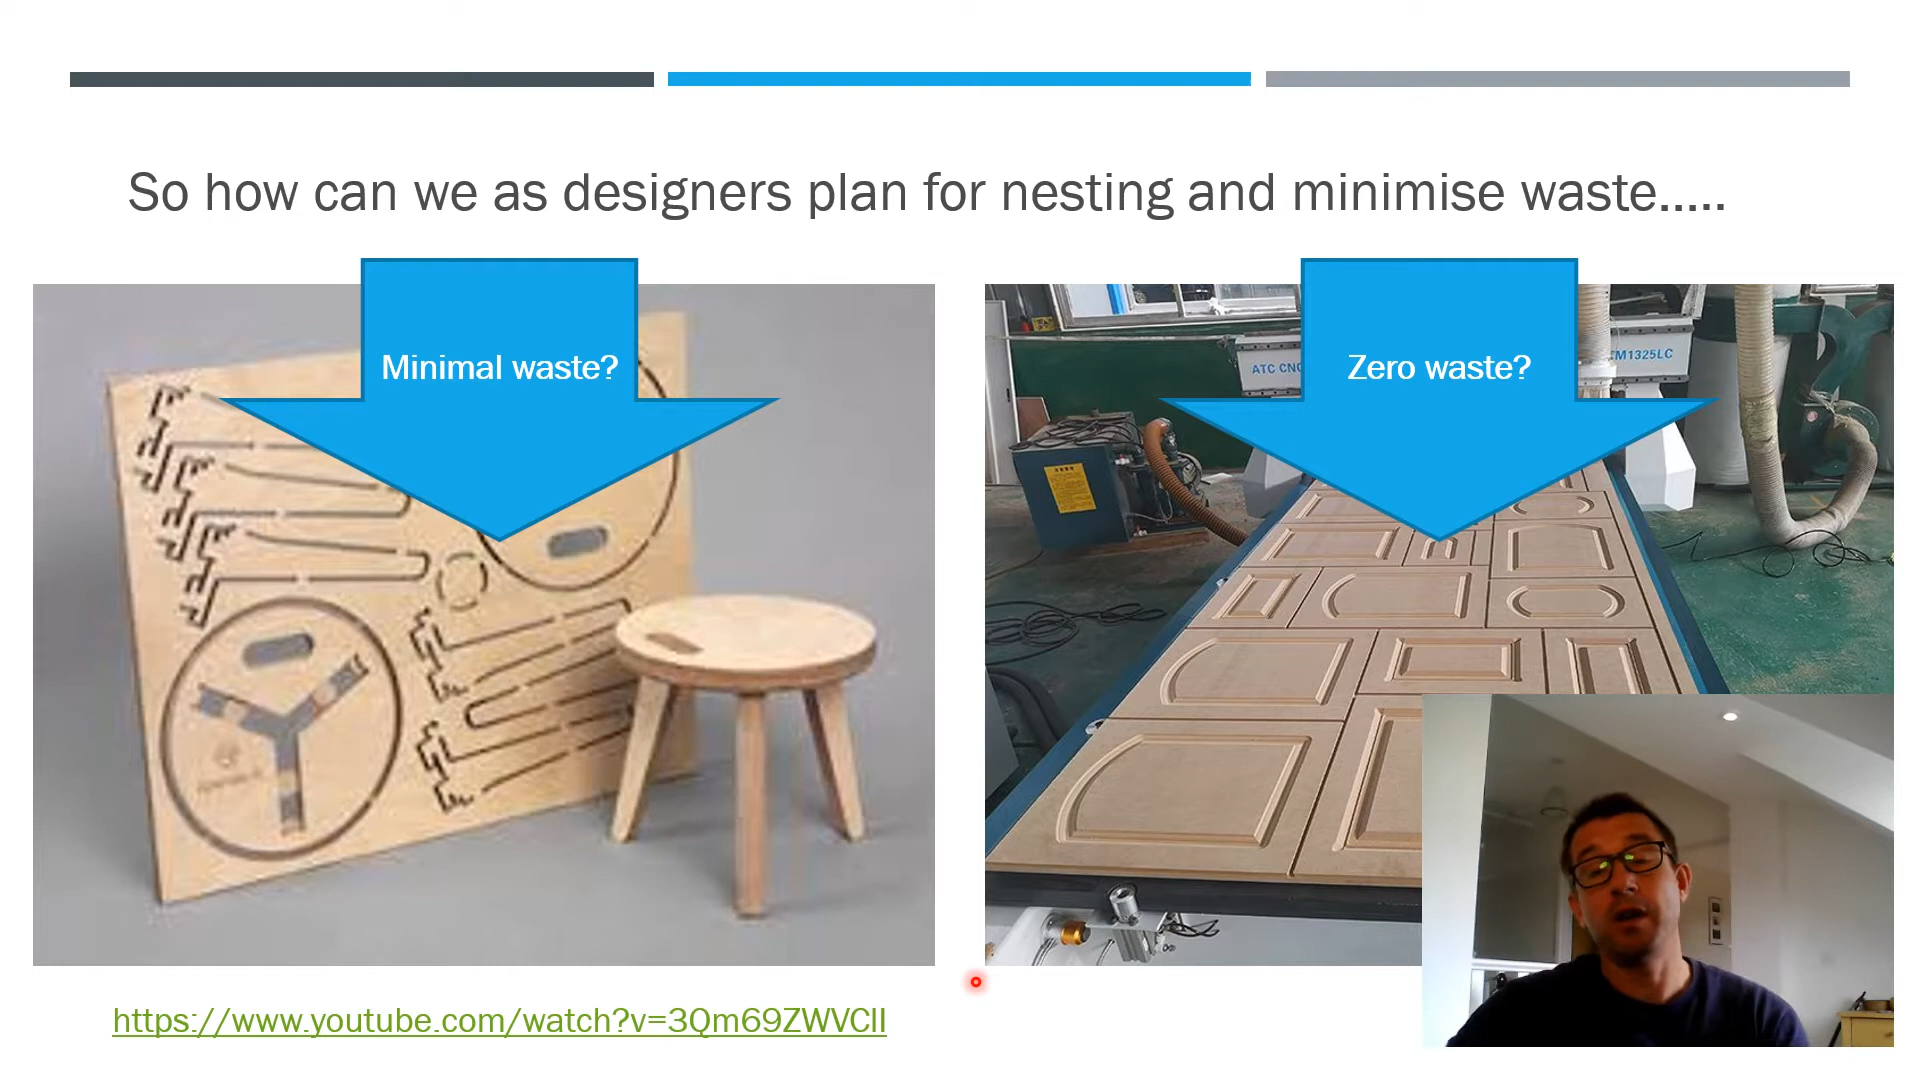 So how can we as designers plan for nesting and minimise waste.....
Minimal waste?
Zero waste?
ATC CNC
M1325LC
https://www.youtube.com/watch?v=3Qm69ZWVClI